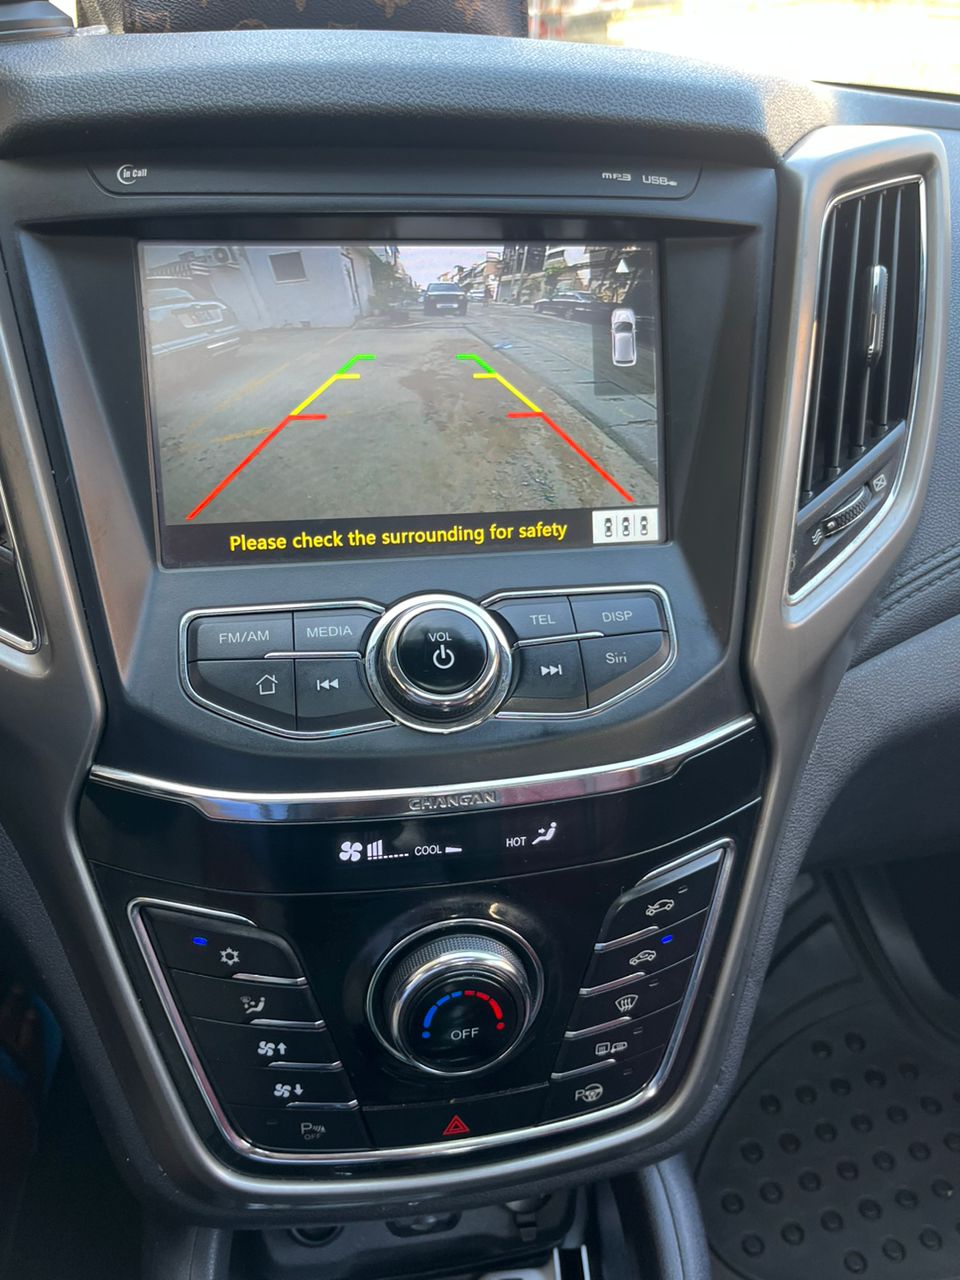 in Call
MP3 USB
Please check the surrounding for safety
FM/AM MEDIA VOL TEL DISP
Siri
CHANGAN
COOL HOT
OFF
P OFF
P